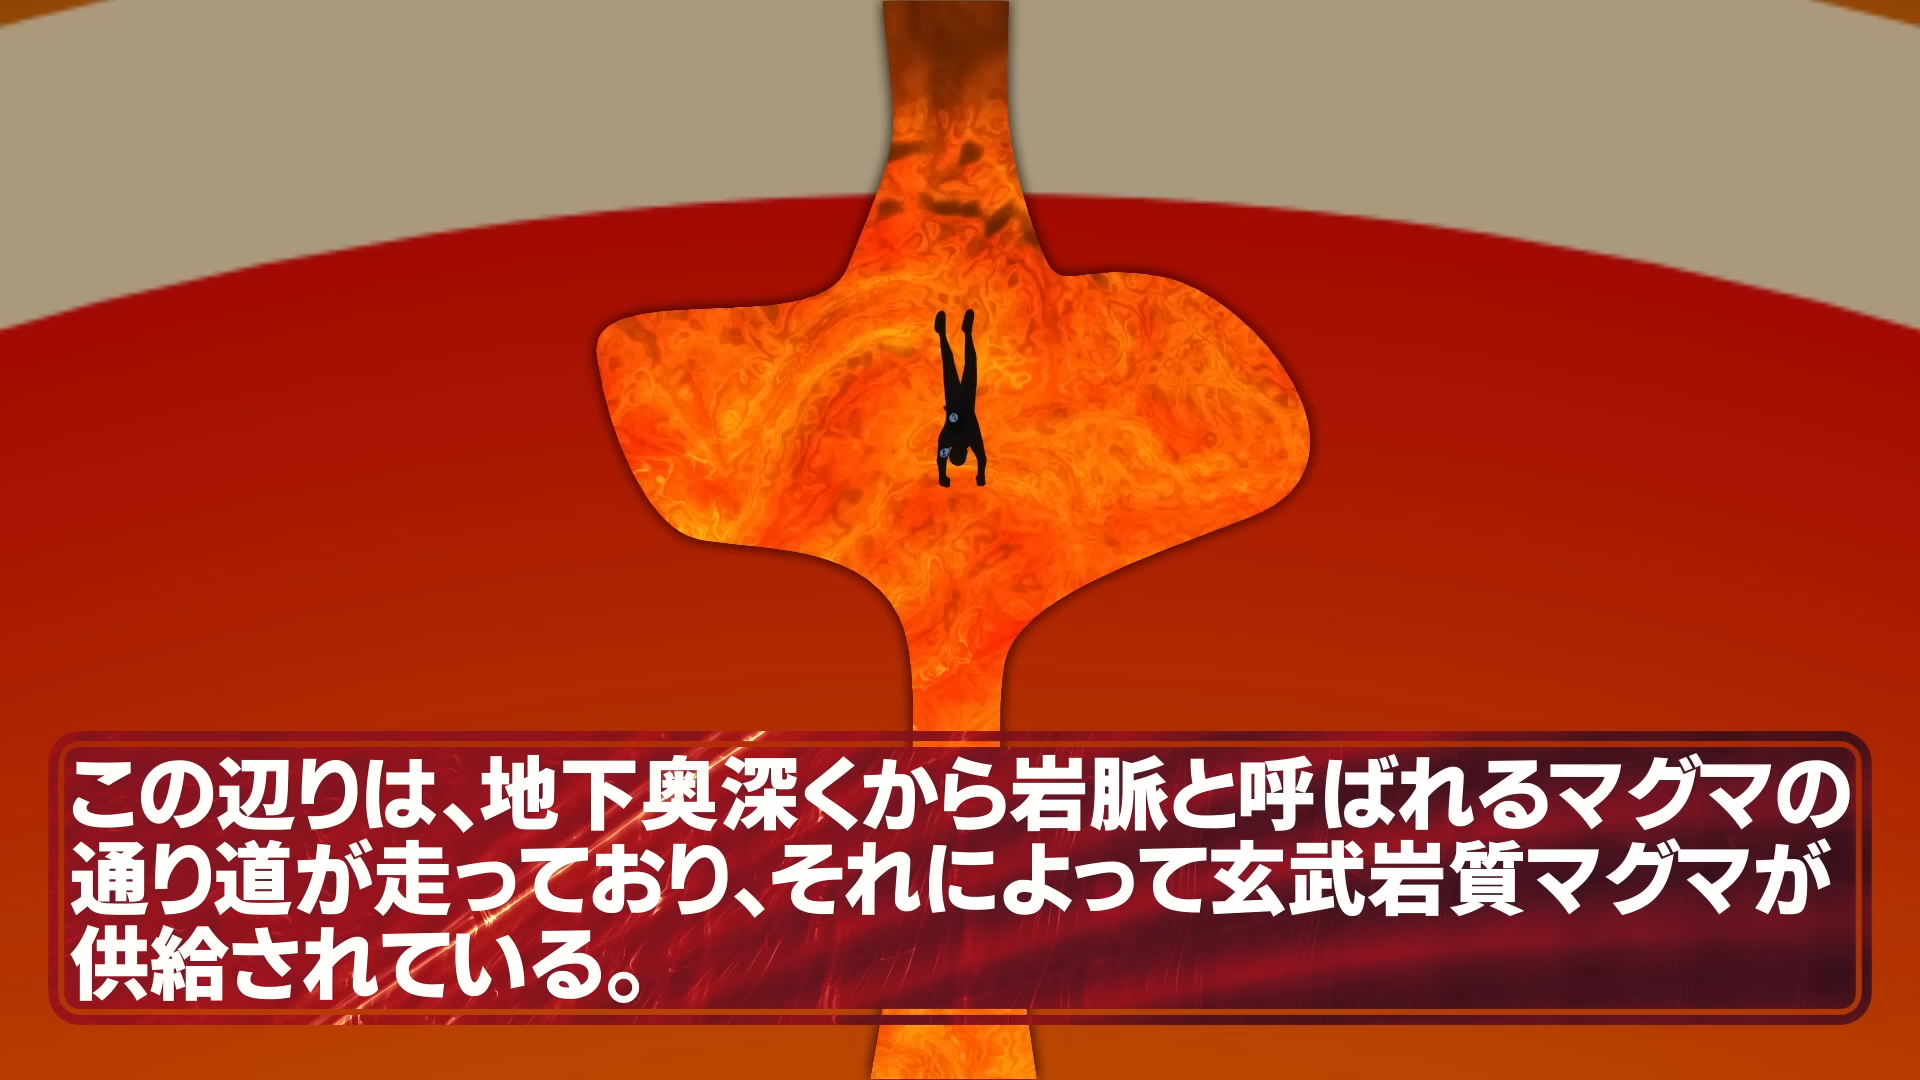 この辺りは、地下奥深くから岩脈と呼ばれるマグマの
通り道が走っており、それによって玄武岩質マグマが
供給されている。